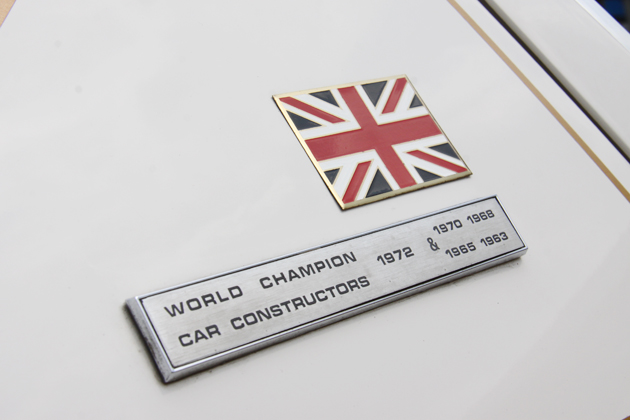 WORLD CHAMPION
CAR CONSTRUCTORS
1972 &
1970 1968
1965 1963